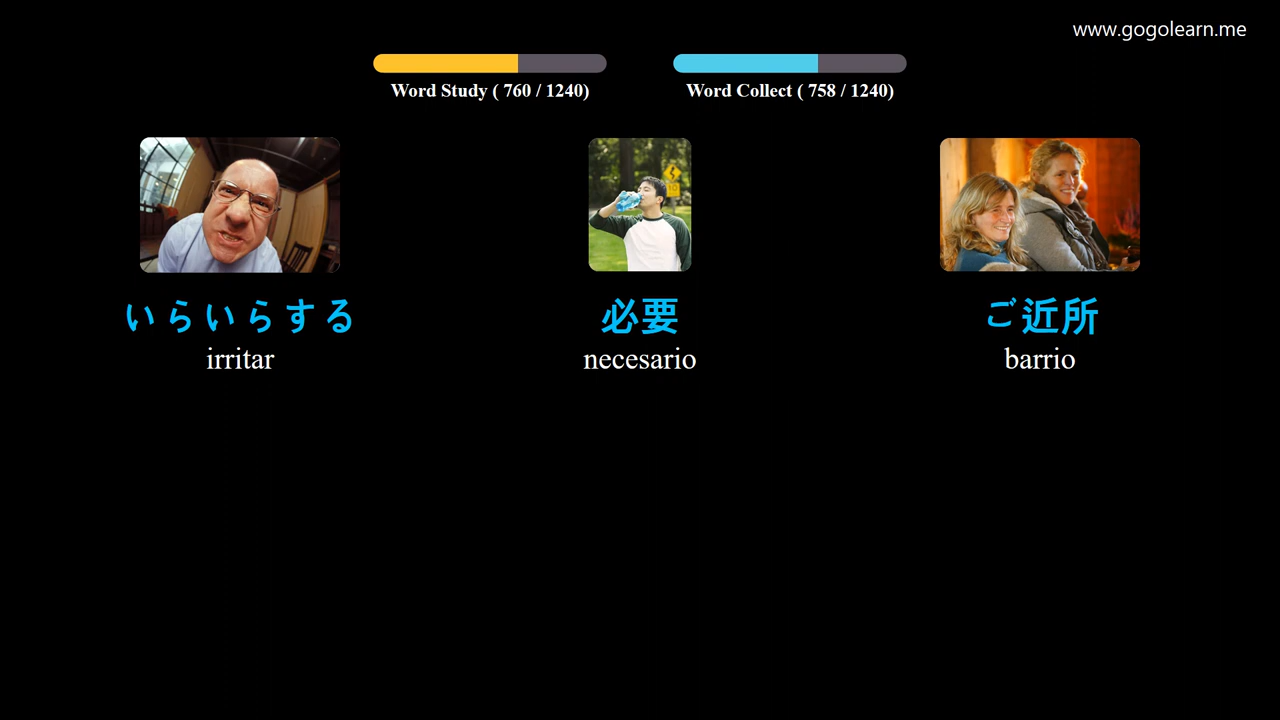 www.gogolearn.me
Word Study ( 760 / 1240)
Word Collect ( 758 / 1240)
いらいらする
irritar
必要
necesario
ご近所
barrio